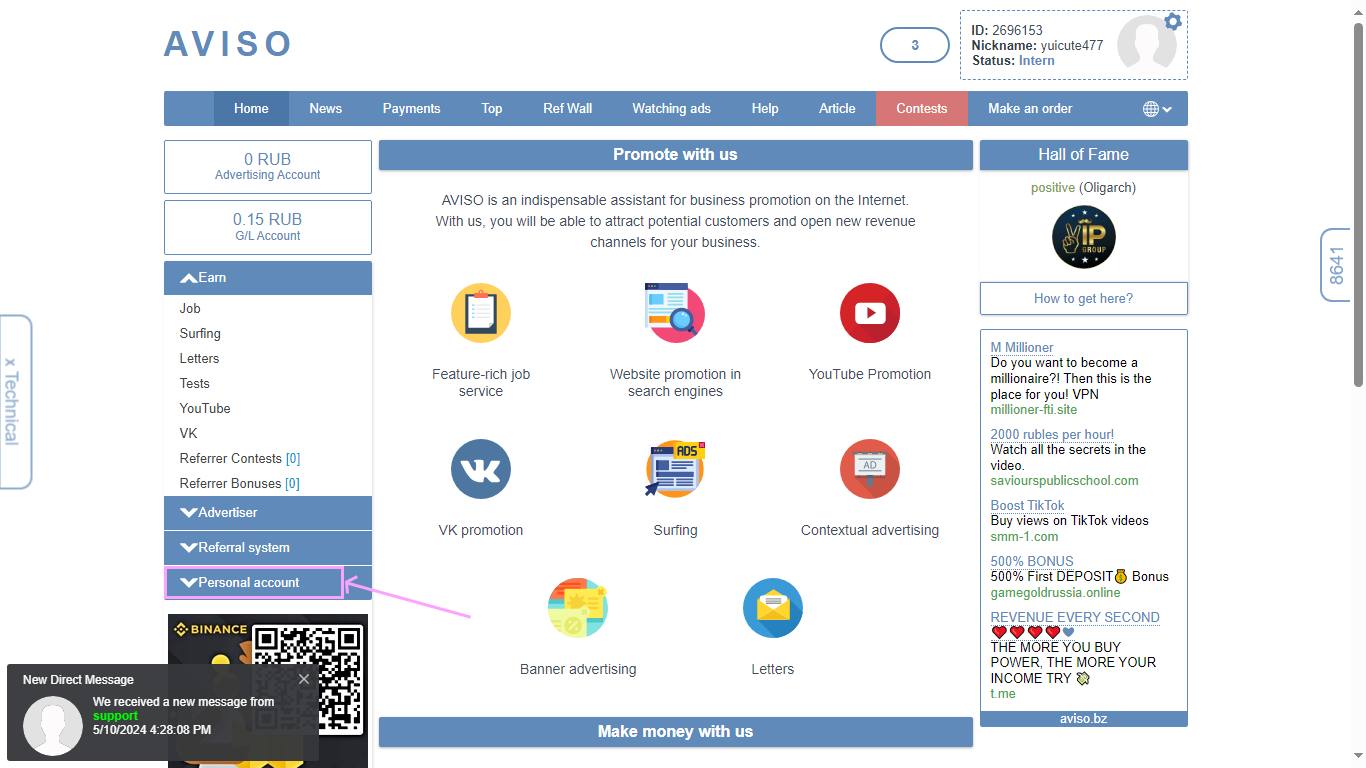 AVISO
3
ID: 2696153
Nickname: yuicute477
Status: Intern
Home
News
Payments
Top
Ref Wall
Watching ads
Help
Article
Contests
Make an order
0 RUB
Advertising Account
0.15 RUB
G/L Account
Earn
Job
Surfing
Letters
Tests
YouTube
VK
Referrer Contests [0]
Referrer Bonuses [0]
Advertiser
Referral system
Personal account
BINANCE
New Direct Message
We received a new message from
support
5/10/2024 4:28:08 PM
x Technical
Promote with us
AVISO is an indispensable assistant for business promotion on the Internet.
With us, you will be able to attract potential customers and open new revenue
channels for your business.
Feature-rich job
service
Website promotion in
search engines
YouTube Promotion
VK promotion
ADS
Surfing
AD
Contextual advertising
Banner advertising
Letters
Make money with us
Hall of Fame
positive (Oligarch)
VIP
GROUP
How to get here?
M Millioner
Do you want to become a
millionaire?! Then this is the
place for you! VPN
millioner-fti.site
2000 rubles per hour!
Watch all the secrets in the
video.
saviourspublicschool.com
Boost TikTok
Buy views on TikTok videos
smm-1.com
500% BONUS
500% First DEPOSIT💰 Bonus
gamegoldrussia.online
REVENUE EVERY SECOND
THE MORE YOU BUY
POWER, THE MORE YOUR
INCOME TRY
t.me
aviso.bz
8641